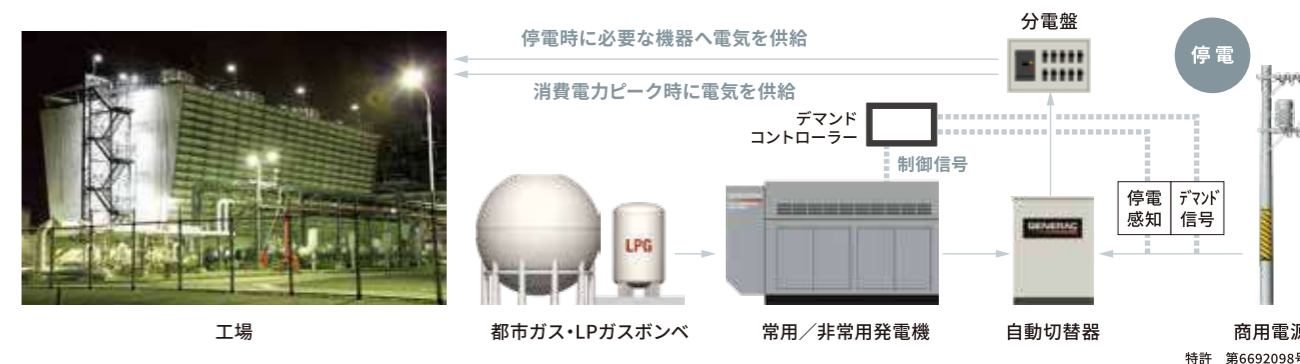 分電盤
停電
停電時に必要な機器へ電気を供給
消費電力ピーク時に電気を供給
デマンド
コントローラー
制御信号
停電
感知
デマンド
信号
LPG
GENERAC
工場
都市ガス・LPガスボンベ
常用／非常用発電機
自動切替器
商用電源
特許 第6692098号